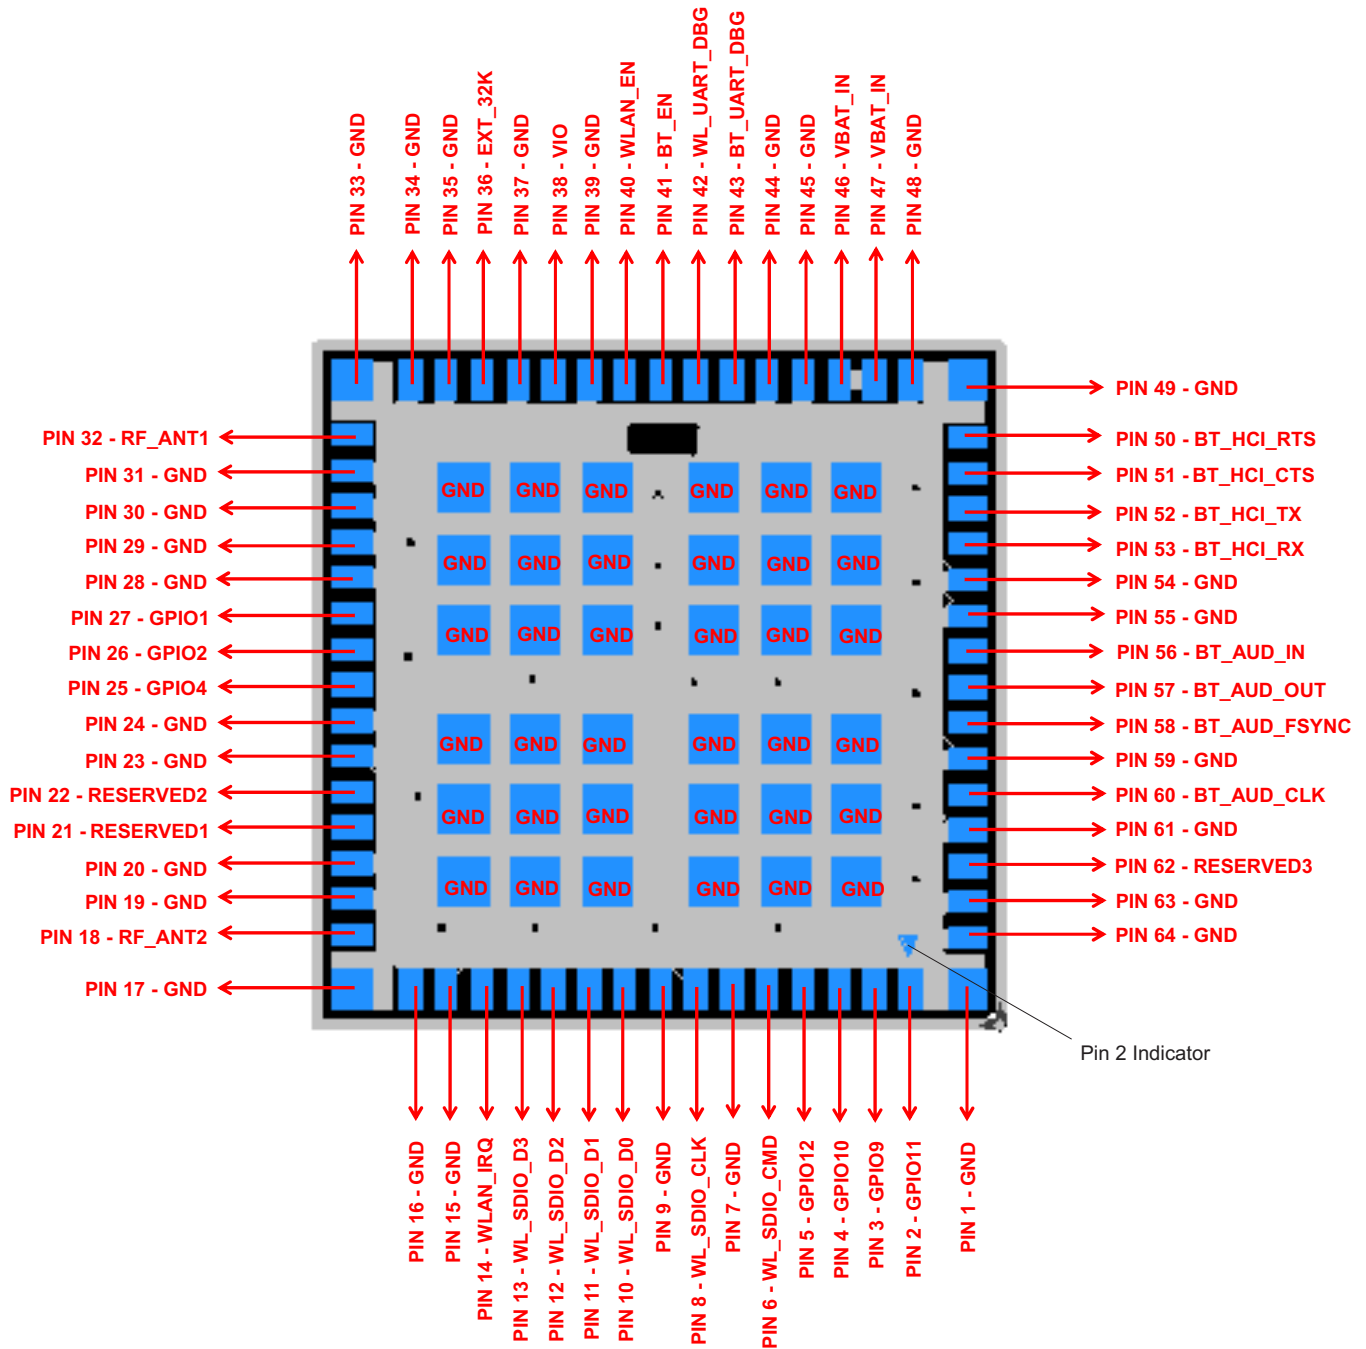 PIN 33 - GND
PIN 34 - GND
PIN 35 - GND
PIN 36 - EXT_32K
PIN 37 - GND
PIN 38 - VIO
PIN 39 - GND
PIN 40 - WLAN_EN
PIN 41 - BT_EN
PIN 42 - WL_UART_DBG
PIN 43 - BT_UART_DBG
PIN 44 - GND
PIN 45 - GND
PIN 46 - VBAT_IN
PIN 47 - VBAT_IN
PIN 48 - GND
PIN 32 - RF_ANT1
PIN 31 - GND
PIN 30 - GND
PIN 29 - GND
PIN 28 - GND
PIN 27 - GPIO1
PIN 26 - GPIO2
PIN 25 - GPIO4
PIN 24 - GND
PIN 23 - GND
PIN 22 - RESERVED2
PIN 21 - RESERVED1
PIN 20 - GND
PIN 19 - GND
PIN 18 - RF_ANT2
PIN 17 - GND
GND GND GND GND GND GND
GND GND GND GND GND GND
GND GND GND GND GND GND
GND GND GND GND GND GND
GND GND GND GND GND GND
GND GND GND GND GND GND
PIN 49 - GND
PIN 50 - BT_HCI_RTS
PIN 51 - BT_HCI_CTS
PIN 52 - BT_HCI_TX
PIN 53 - BT_HCI_RX
PIN 54 - GND
PIN 55 - GND
PIN 56 - BT_AUD_IN
PIN 57 - BT_AUD_OUT
PIN 58 - BT_AUD_FSYNC
PIN 59 - GND
PIN 60 - BT_AUD_CLK
PIN 61 - GND
PIN 62 - RESERVED3
PIN 63 - GND
PIN 64 - GND
Pin 2 Indicator
PIN 16 - GND
PIN 15 - GND
PIN 14 - WLAN_IRQ
PIN 13 - WL_SDIO_D3
PIN 12 - WL_SDIO_D2
PIN 11 - WL_SDIO_D1
PIN 10 - WL_SDIO_D0
PIN 9 - GND
PIN 8 - WL_SDIO_CLK
PIN 7 - GND
PIN 6 - WL_SDIO_CMD
PIN 5 - GPIO12
PIN 4 - GPIO10
PIN 3 - GPIO9
PIN 2 - GPIO11
PIN 1 - GND